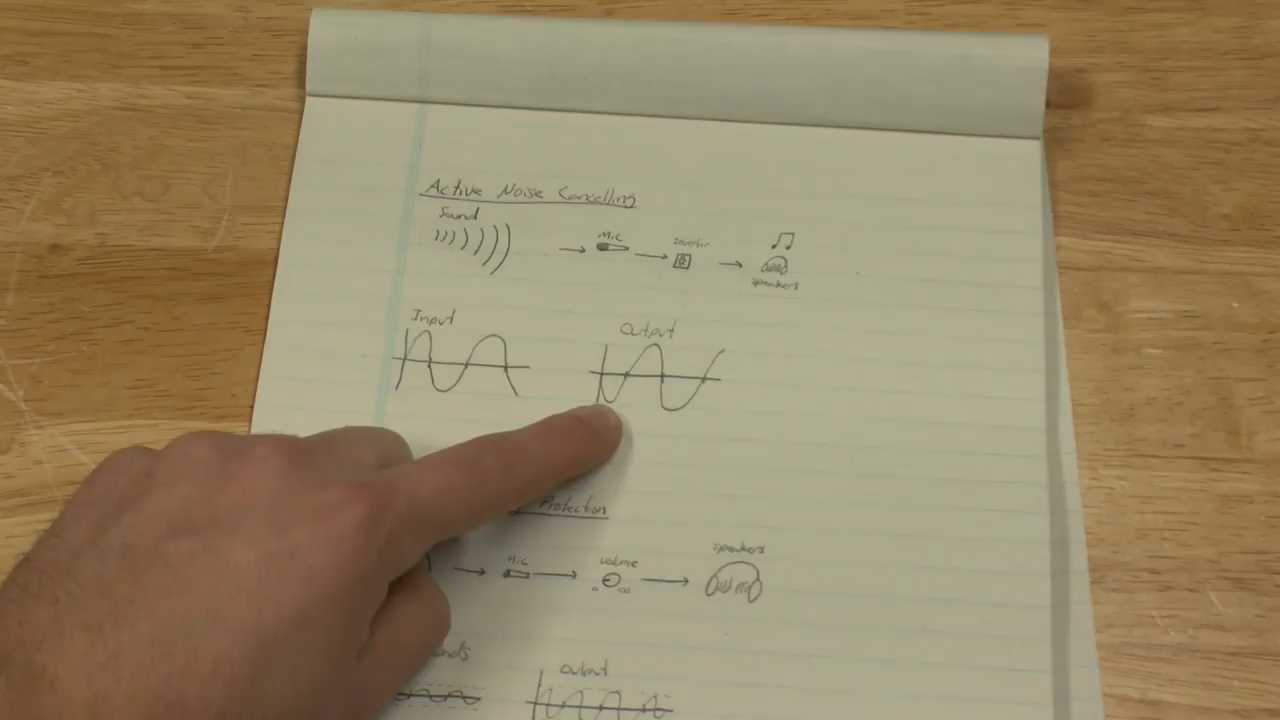 Active Noise Cancelling
Sound
Mic
Inverter
speakers
Input
Output
Protection
Mic
volume
speakers
Output